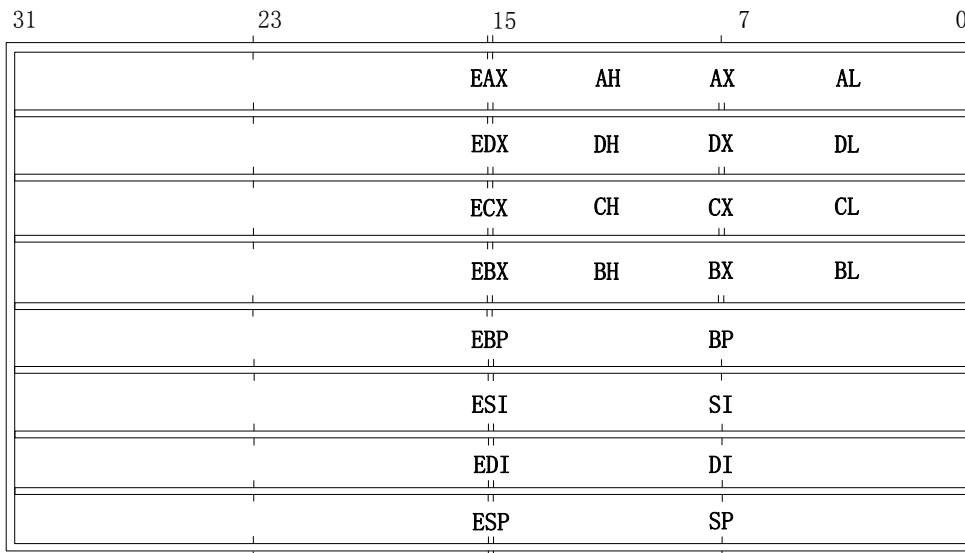 31 23 15 7 0
EAX AH AX AL
EDX DH DX DL
ECX CH CX CL
EBX BH BX BL
EBP BP
ESI SI
EDI DI
ESP SP